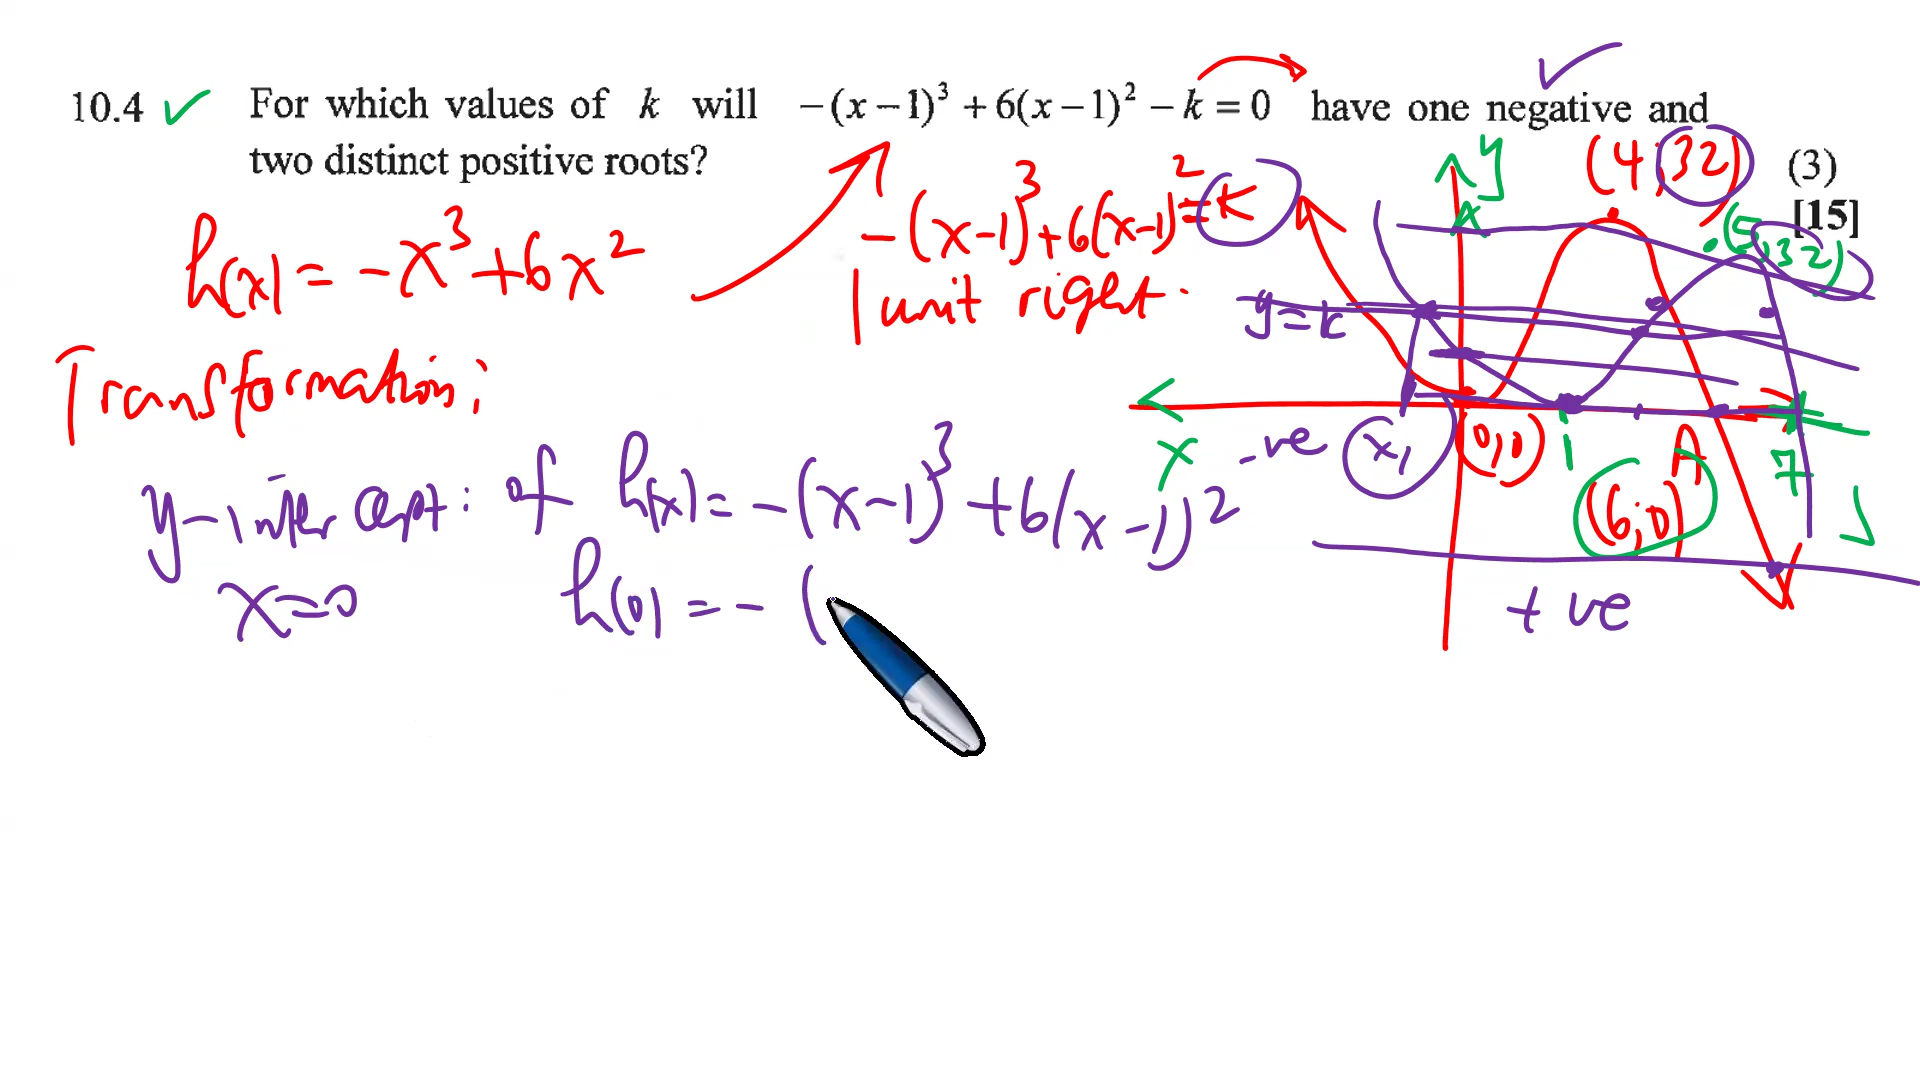 10.4 ✓ For which values of k will −(x−1)³ + 6(x−1)² − k = 0 have one negative and
two distinct positive roots? (3)
[15]
h(x) = −x³ + 6x²
−(x−1)³ + 6(x−1)² = k
1 unit right.
Transformation:
y-intercept: of h(x) = −(x−1)³ + 6(x−1)²
x=0 h(0) = −(
y
(4;32)
(5;32)
y=k
x
-ve
x₁
(0,0)
1
A
(6;0)
7
+ve